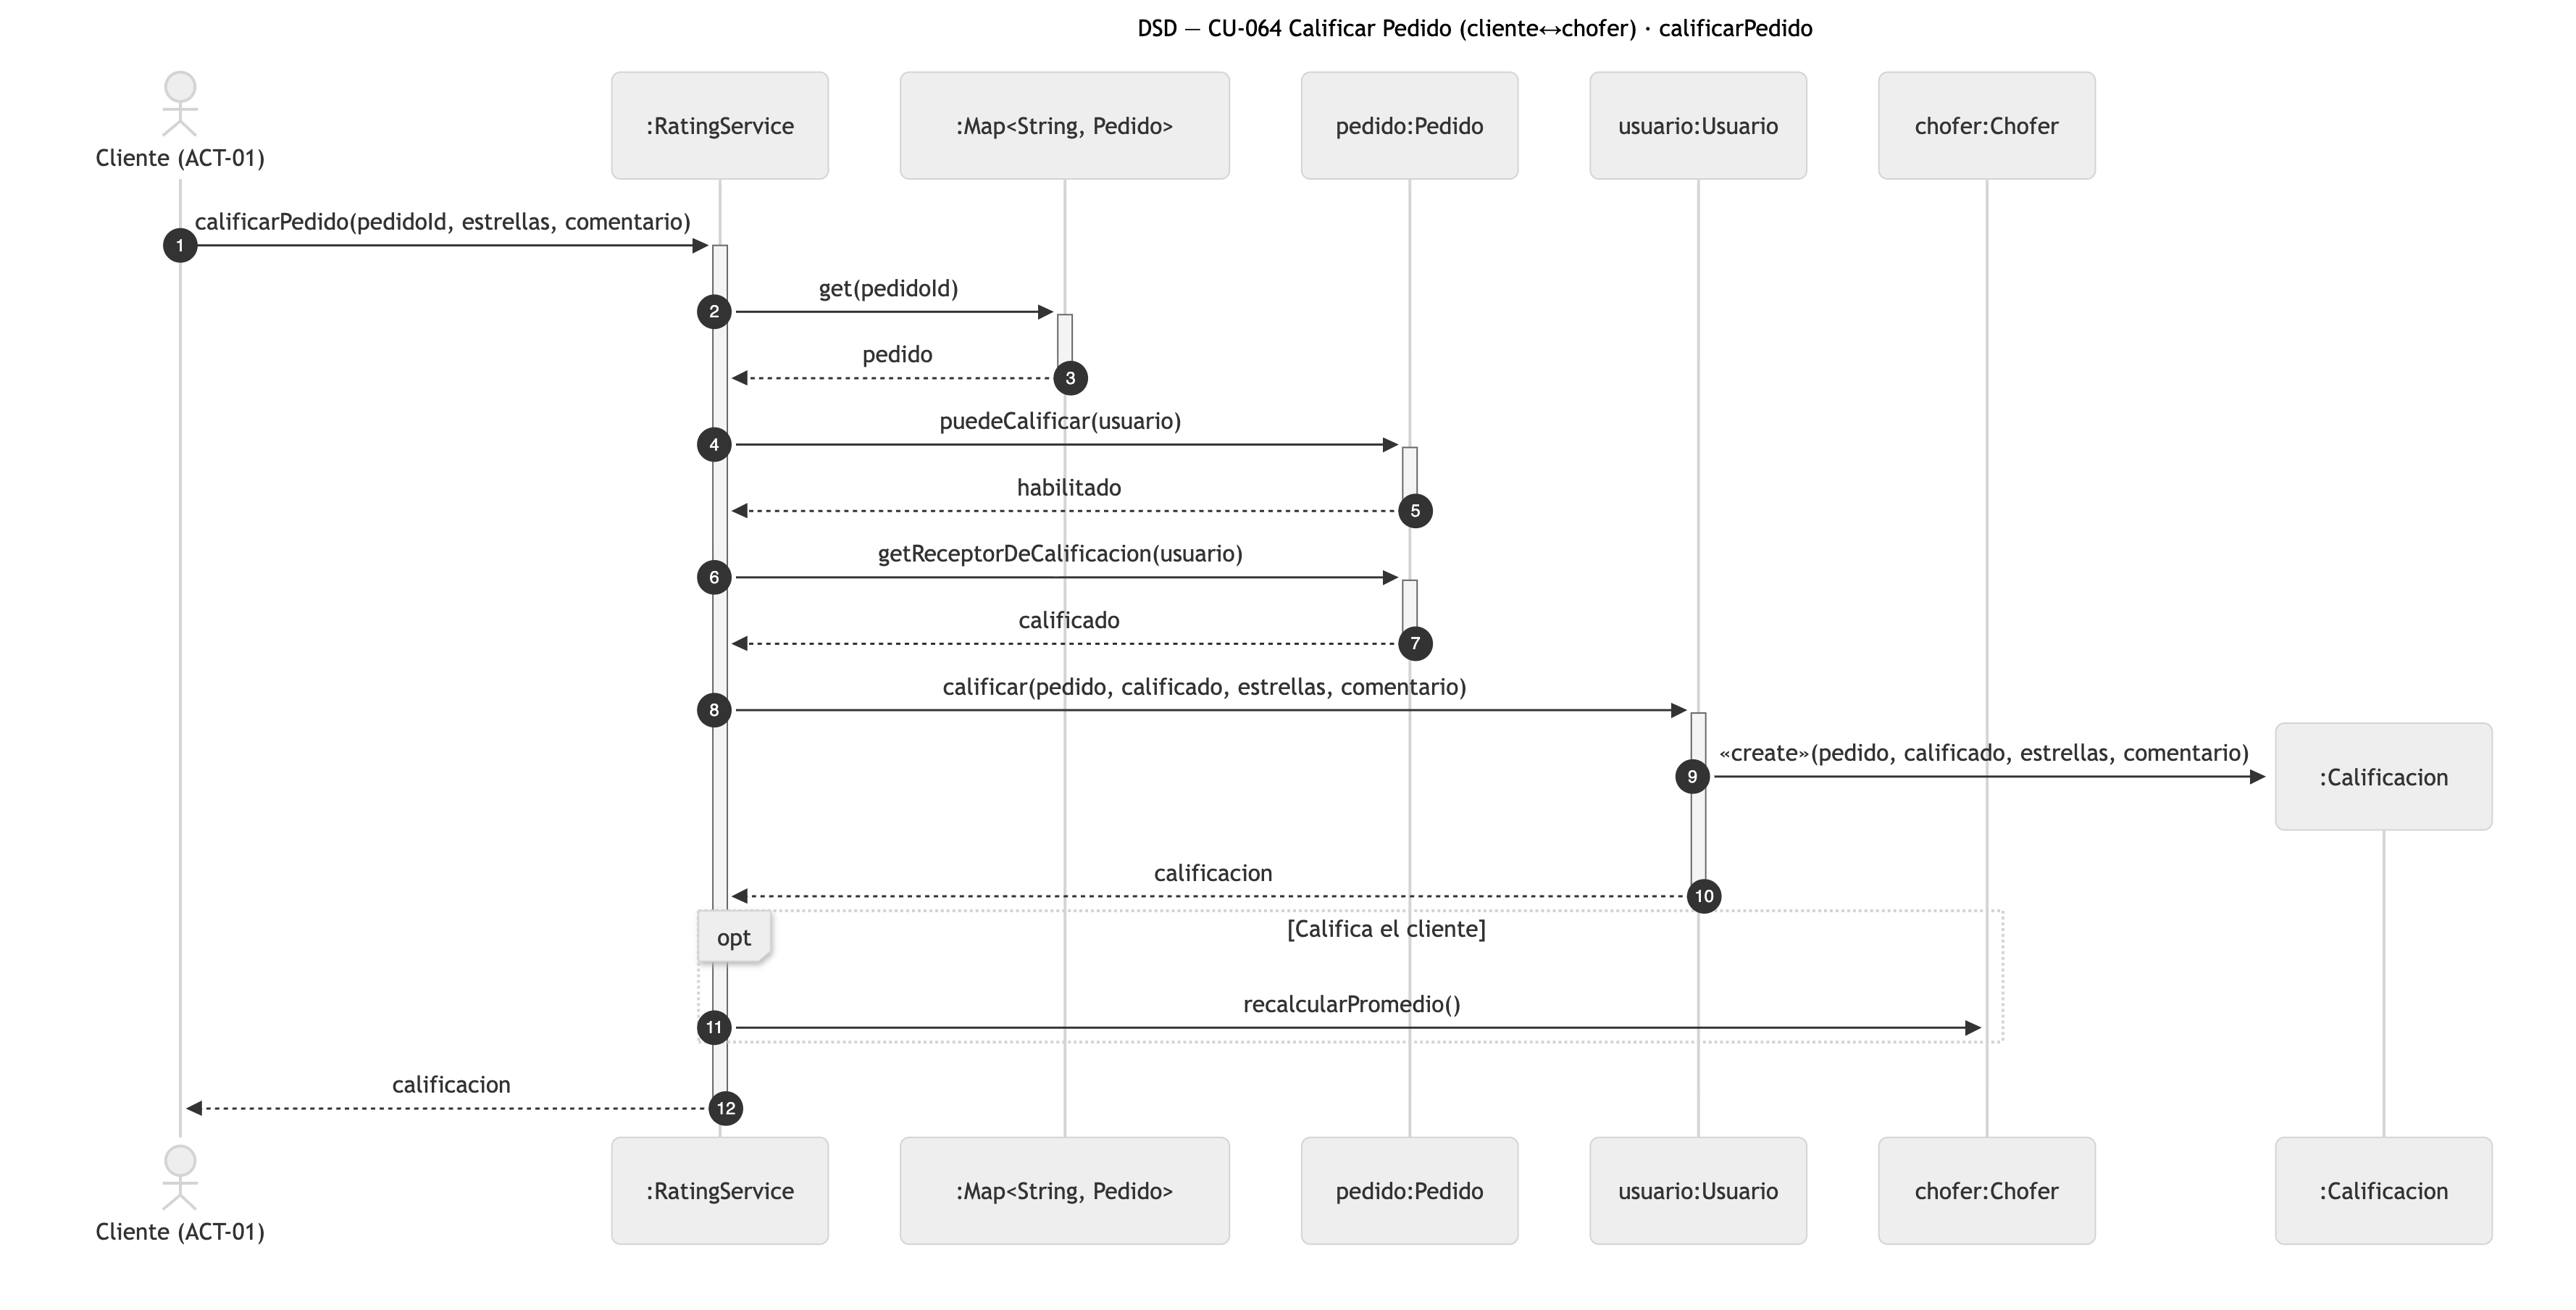 DSD — CU-064 Calificar Pedido (cliente↔chofer) · calificarPedido
Cliente (ACT-01)
:RatingService
:Map<String, Pedido>
pedido:Pedido
usuario:Usuario
chofer:Chofer
calificarPedido(pedidoId, estrellas, comentario)
1
get(pedidoId)
2
pedido
3
puedeCalificar(usuario)
4
habilitado
5
getReceptorDeCalificacion(usuario)
6
calificado
7
calificar(pedido, calificado, estrellas, comentario)
8
«create»(pedido, calificado, estrellas, comentario)
9
:Calificacion
calificacion
10
opt
[Califica el cliente]
recalcularPromedio()
11
calificacion
12
Cliente (ACT-01)
:RatingService
:Map<String, Pedido>
pedido:Pedido
usuario:Usuario
chofer:Chofer
:Calificacion